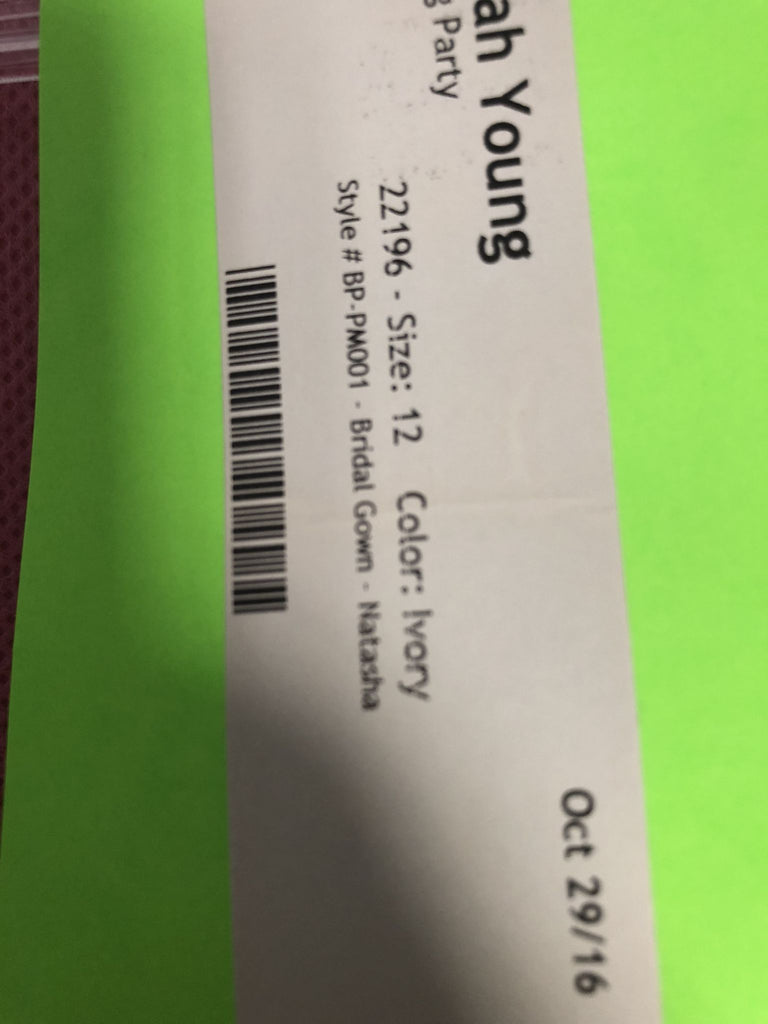 ah Young
Oct 29/16
g Party
22196 - Size: 12 Color: Ivory
Style # BP-PM001 - Bridal Gown - Natasha